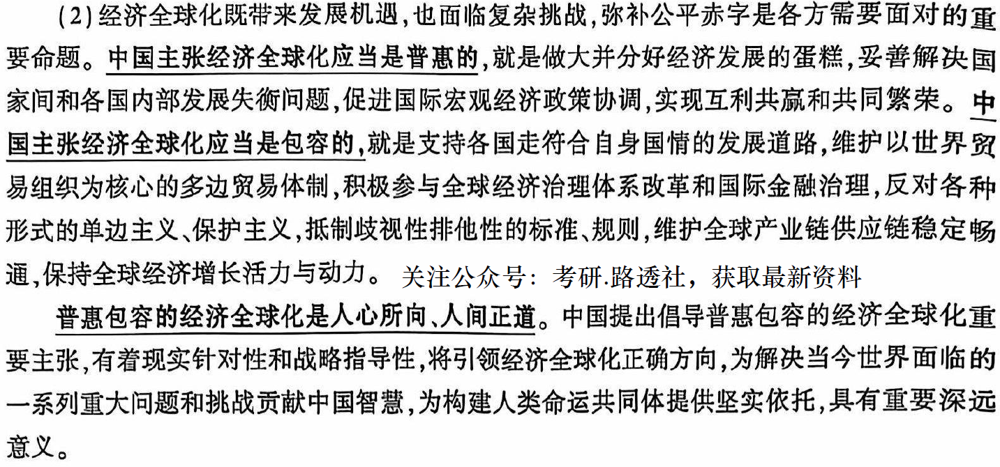 (2)经济全球化既带来发展机遇,也面临复杂挑战,弥补公平赤字是各方需要面对的重
要命题。中国主张经济全球化应当是普惠的,就是做大并分好经济发展的蛋糕,妥善解决国
家间和各国内部发展失衡问题,促进国际宏观经济政策协调,实现互利共赢和共同繁荣。中
国主张经济全球化应当是包容的,就是支持各国走符合自身国情的发展道路,维护以世界贸
易组织为核心的多边贸易体制,积极参与全球经济治理体系改革和国际金融治理,反对各种
形式的单边主义、保护主义,抵制歧视性排他性的标准、规则,维护全球产业链供应链稳定畅
通,保持全球经济增长活力与动力。 关注公众号：考研.路透社，获取最新资料
普惠包容的经济全球化是人心所向、人间正道。中国提出倡导普惠包容的经济全球化重
要主张,有着现实针对性和战略指导性,将引领经济全球化正确方向,为解决当今世界面临的
一系列重大问题和挑战贡献中国智慧,为构建人类命运共同体提供坚实依托,具有重要深远
意义。